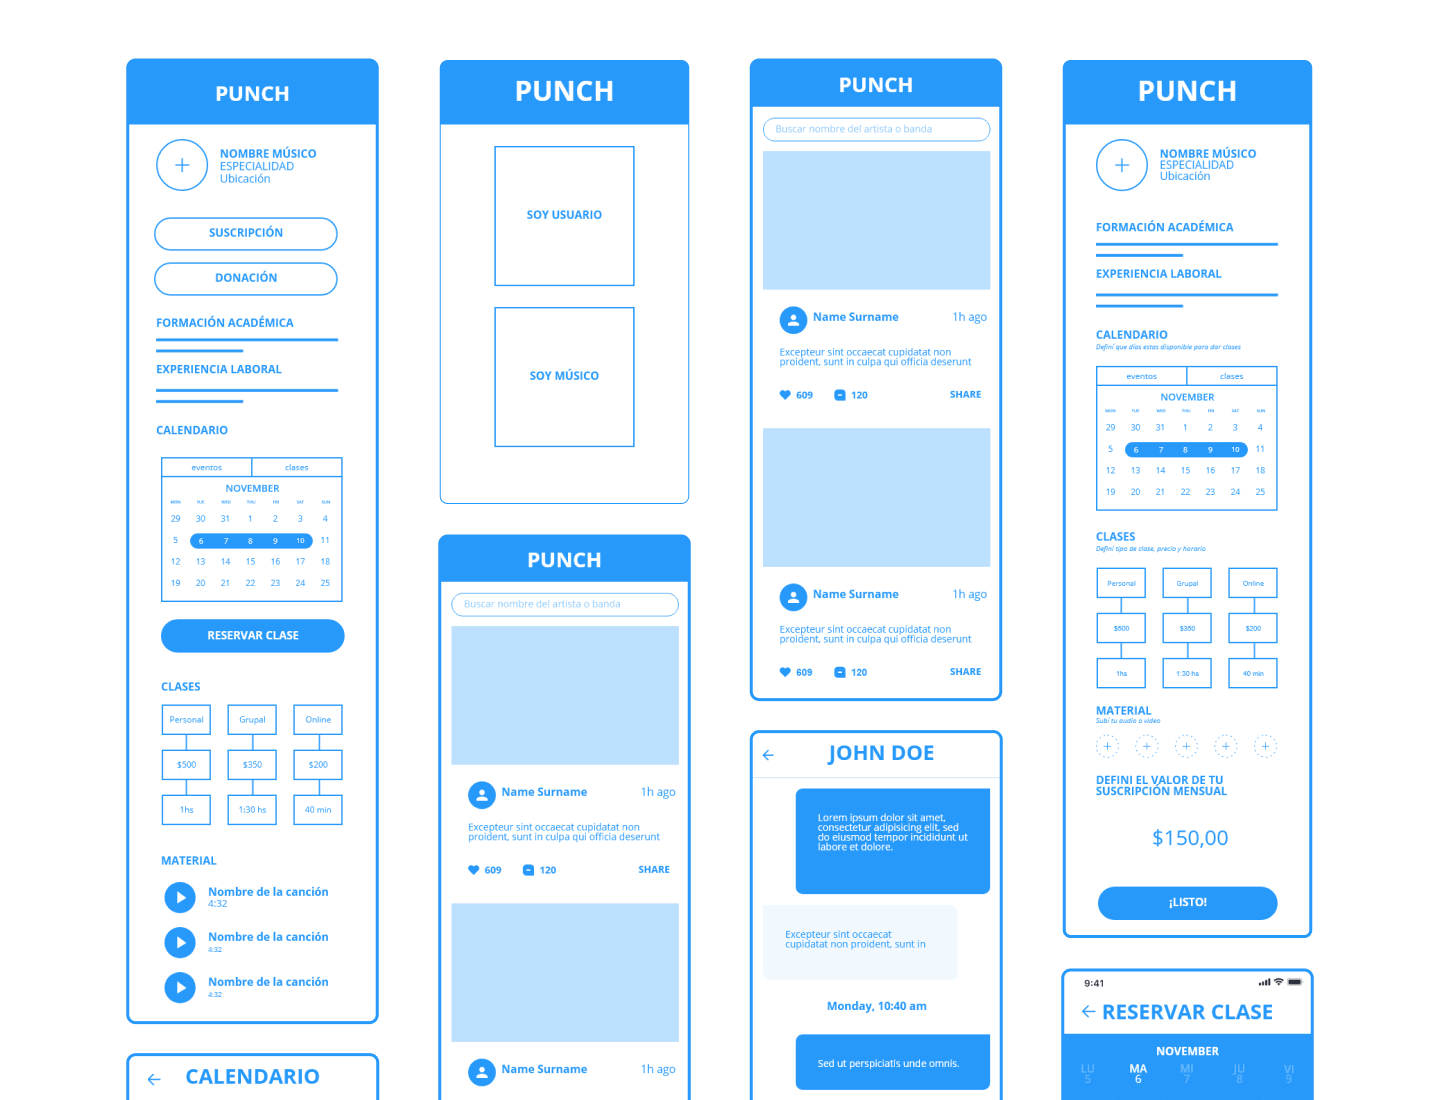 PUNCH
NOMBRE MÚSICO
ESPECIALIDAD
Ubicación
SUSCRIPCIÓN
DONACIÓN
FORMACIÓN ACADÉMICA
EXPERIENCIA LABORAL
CALENDARIO
eventos clases
NOVEMBER
MON TUE WED THU FRI SAT SUN
29 30 31 1 2 3 4
5 6 7 8 9 10 11
12 13 14 15 16 17 18
19 20 21 22 23 24 25
RESERVAR CLASE
CLASES
Personal Grupal Online
$500 $350 $200
1hs 1:30 hs 40 min
MATERIAL
Nombre de la canción
4:32
Nombre de la canción
4:32
Nombre de la canción
4:32
CALENDARIO
PUNCH
SOY USUARIO
SOY MÚSICO
PUNCH
Buscar nombre del artista o banda
Name Surname 1h ago
Excepteur sint occaecat cupidatat non
proident, sunt in culpa qui officia deserunt
609 120 SHARE
Name Surname 1h ago
PUNCH
Buscar nombre del artista o banda
Name Surname 1h ago
Excepteur sint occaecat cupidatat non
proident, sunt in culpa qui officia deserunt
609 120 SHARE
Name Surname 1h ago
Excepteur sint occaecat cupidatat non
proident, sunt in culpa qui officia deserunt
609 120 SHARE
JOHN DOE
Lorem ipsum dolor sit amet,
consectetur adipisicing elit, sed
do eiusmod tempor incididunt ut
labore et dolore.
Excepteur sint occaecat
cupidatat non proident, sunt in
Monday, 10:40 am
Sed ut perspiciatis unde omnis.
PUNCH
NOMBRE MÚSICO
ESPECIALIDAD
Ubicación
FORMACIÓN ACADÉMICA
EXPERIENCIA LABORAL
CALENDARIO
Definí que días estas disponible para dar clases
eventos clases
NOVEMBER
MON TUE WED THU FRI SAT SUN
29 30 31 1 2 3 4
5 6 7 8 9 10 11
12 13 14 15 16 17 18
19 20 21 22 23 24 25
CLASES
Definí tipo de clase, precio y horario
Personal Grupal Online
$500 $350 $200
1hs 1:30 hs 40 min
MATERIAL
Subí tu audio o video
DEFINI EL VALOR DE TU
SUSCRIPCIÓN MENSUAL
$150,00
¡LISTO!
9:41
RESERVAR CLASE
NOVEMBER
LU MA MI JU VI
5 6 7 8 9